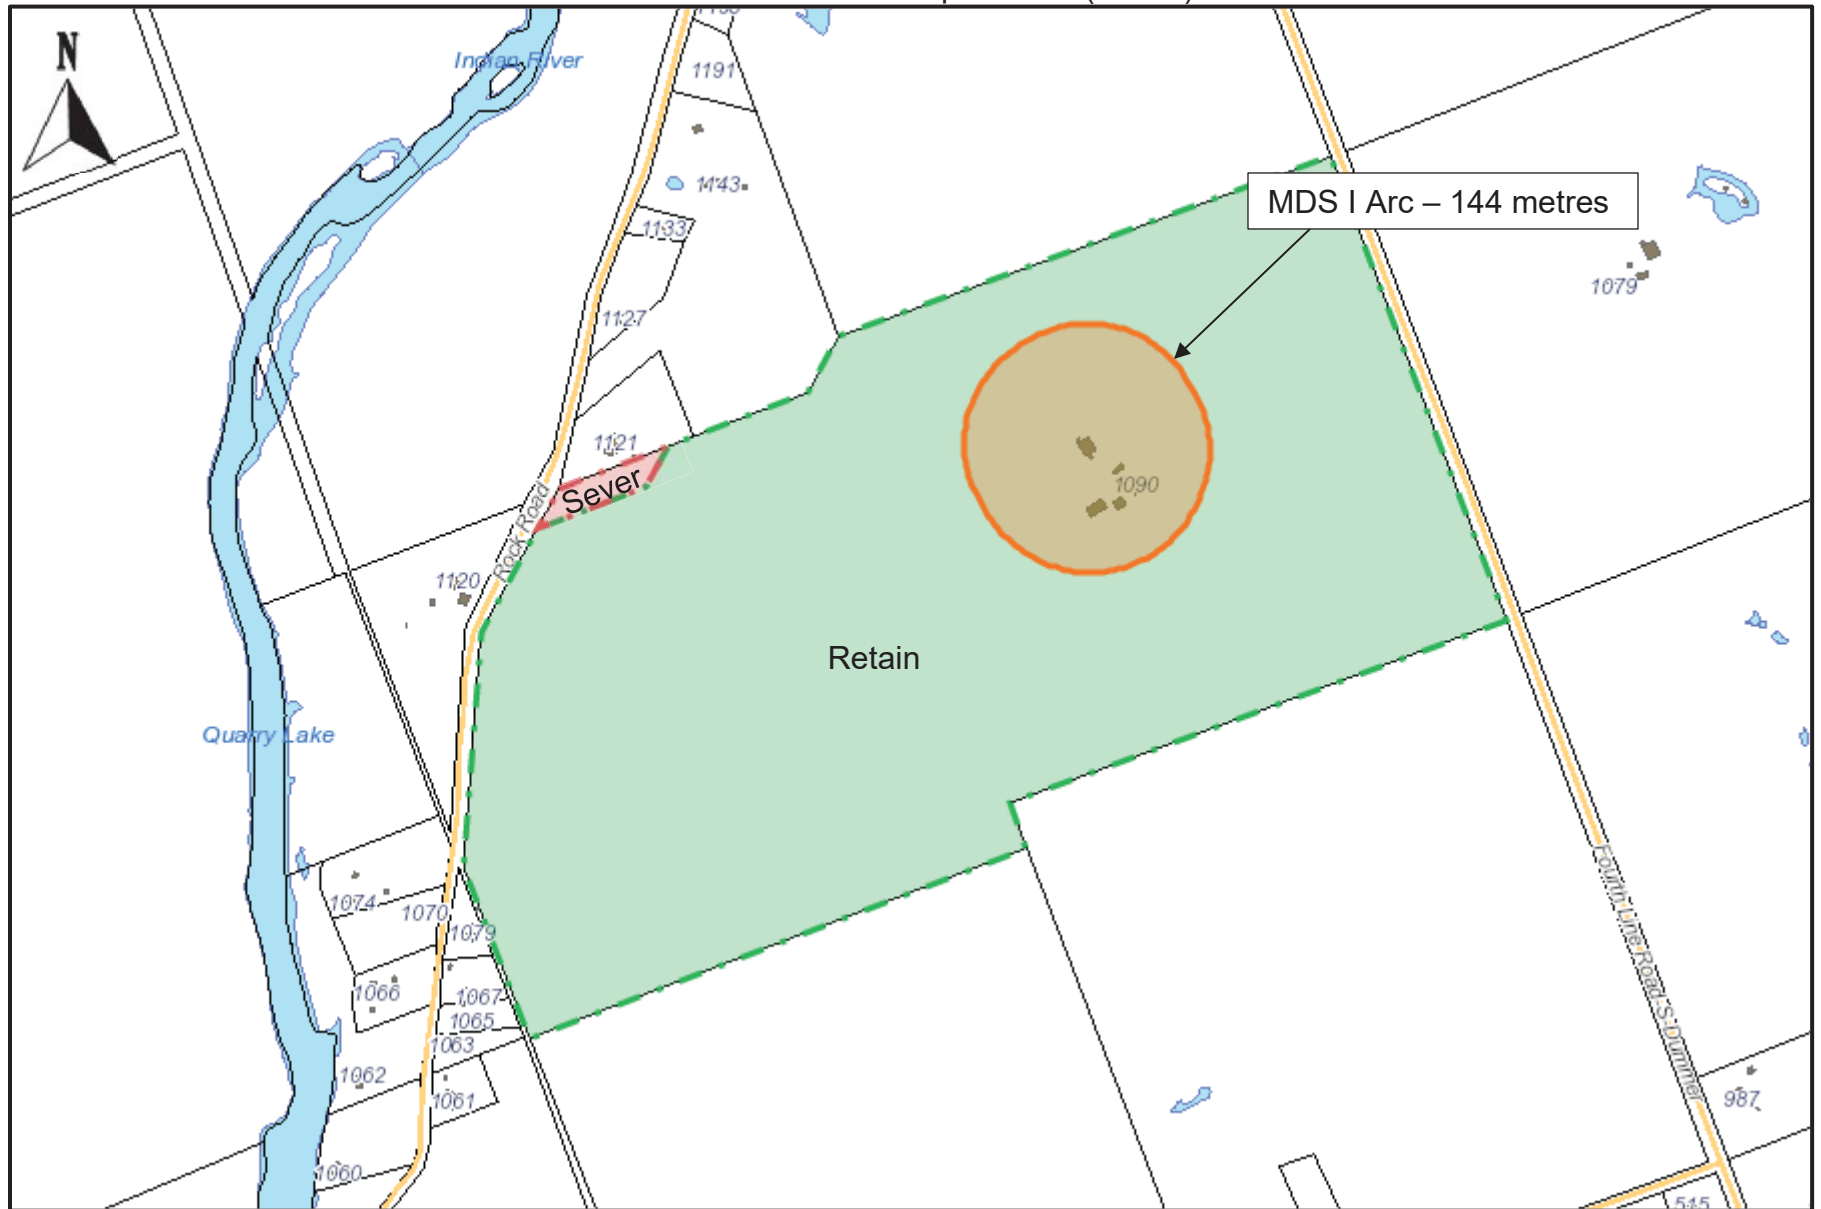 N
Indian River
1191
1143
1133
1127
MDS I Arc – 144 metres
1079
1121
Sever
Rock Road
1090
1120
Retain
Quarry Lake
1074
1070
1079
1066
1067
1065
1063
1062
1061
1060
Fourth Line Road-S-Dummer
987
515